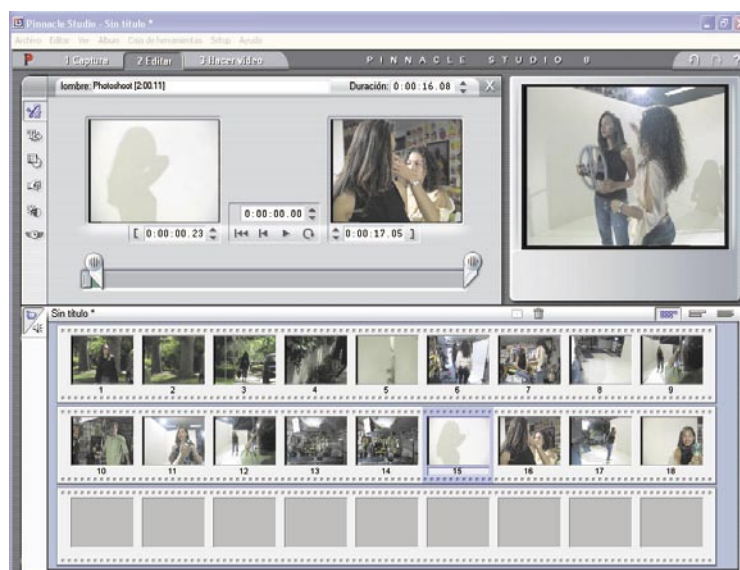 Pinnacle Studio - Sin título *
Archivo Editar Ver Album Caja de herramientas Setup Ayuda
P 1 Captura 2 Editar 3 Hacer vídeo PINNACLE STUDIO 8 ?
lombre: Photoshoot [2:00.11] Duración: 0:00:16.08 X
0:00:00.00
[ 0:00:00.23 0:00:17.05 ]
Sin título *
1 2 3 4 5 6 7 8 9
10 11 12 13 14 15 16 17 18